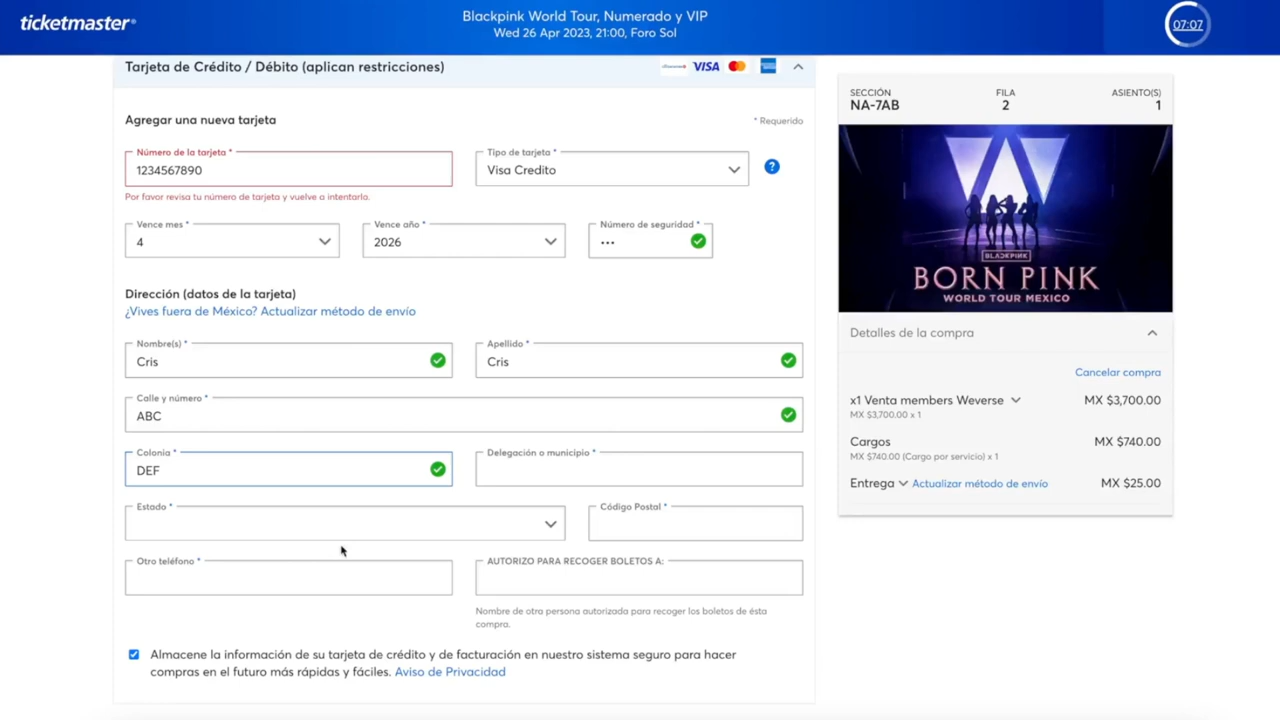 ticketmaster®
Blackpink World Tour, Numerado y VIP
Wed 26 Apr 2023, 21:00, Foro Sol
07:07
Tarjeta de Crédito / Débito (aplican restricciones)
VISA
Agregar una nueva tarjeta
* Requerido
Número de la tarjeta *
1234567890
Por favor revisa tu número de tarjeta y vuelve a intentarlo.
Tipo de tarjeta *
Visa Credito
?
Vence mes *
4
Vence año *
2026
Número de seguridad *
•••
Dirección (datos de la tarjeta)
¿Vives fuera de México? Actualizar método de envío
Nombre(s) *
Cris
Apellido *
Cris
Calle y número *
ABC
Colonia *
DEF
Delegación o municipio *
Estado *
Código Postal *
Otro teléfono *
AUTORIZO PARA RECOGER BOLETOS A:
Nombre de otra persona autorizada para recoger los boletos de ésta
compra.
Almacene la información de su tarjeta de crédito y de facturación en nuestro sistema seguro para hacer
compras en el futuro más rápidas y fáciles. Aviso de Privacidad
SECCIÓN
NA-7AB
FILA
2
ASIENTO(S)
1
BLACKPINK
BORN PINK
WORLD TOUR MEXICO
Detalles de la compra
Cancelar compra
x1 Venta members Weverse MX $3,700.00
MX $3,700.00 x 1
Cargos MX $740.00
MX $740.00 (Cargo por servicio) x 1
Entrega Actualizar método de envío MX $25.00